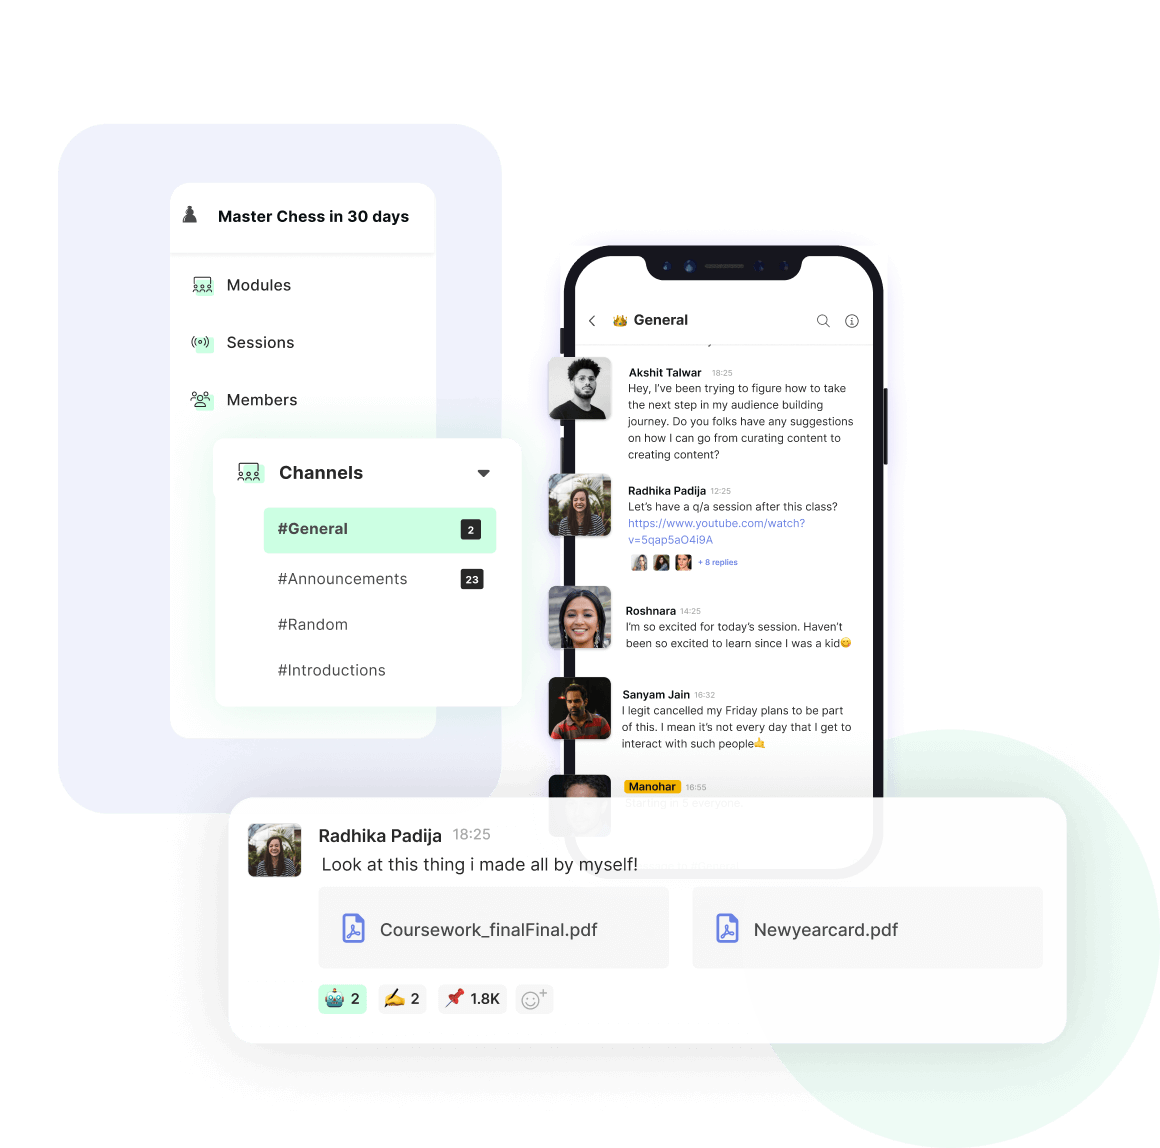 Master Chess in 30 days
Modules
Sessions
Members
Channels
#General 2
#Announcements 23
#Random
#Introductions
General
Akshit Talwar 18:25
Hey, I've been trying to figure how to take
the next step in my audience building
journey. Do you folks have any suggestions
on how I can go from curating content to
creating content?
Radhika Padija 12:25
Let's have a q/a session after this class?
https://www.youtube.com/watch?
v=5qap5aO4i9A
+ 8 replies
Roshnara 14:25
I'm so excited for today's session. Haven't
been so excited to learn since I was a kid😋
Sanyam Jain 16:32
I legit cancelled my Friday plans to be part
of this. I mean it's not every day that I get to
interact with such people🤙
Manohar 16:55
Starting in 5 everyone.
Radhika Padija 18:25
Look at this thing i made all by myself!
Coursework_finalFinal.pdf
Newyearcard.pdf
🤖 2 ✍️ 2 📌 1.8K